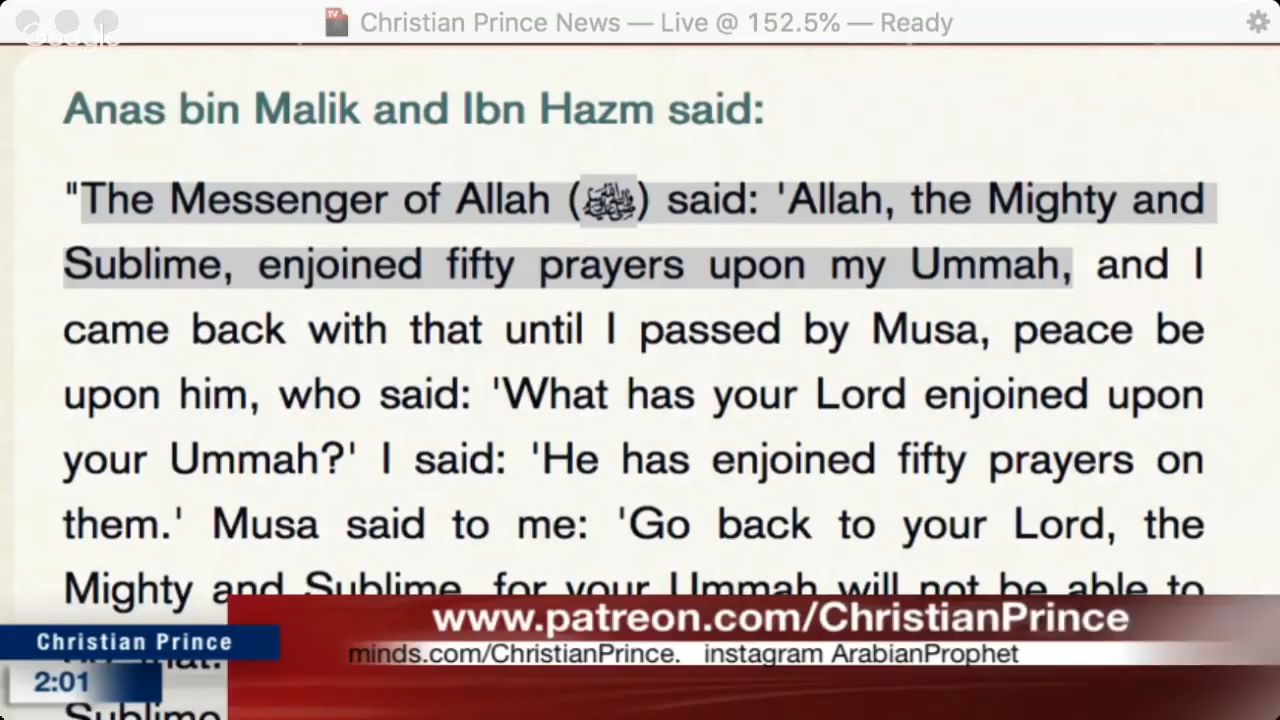 Christian Prince News — Live @ 152.5% — Ready
Google
Anas bin Malik and Ibn Hazm said:
"The Messenger of Allah (ﷺ) said: 'Allah, the Mighty and
Sublime, enjoined fifty prayers upon my Ummah, and I
came back with that until I passed by Musa, peace be
upon him, who said: 'What has your Lord enjoined upon
your Ummah?' I said: 'He has enjoined fifty prayers on
them.' Musa said to me: 'Go back to your Lord, the
Mighty and Sublime, for your Ummah will not be able to
www.patreon.com/ChristianPrince
Christian Prince
minds.com/ChristianPrince. instagram ArabianProphet
that.
2:01
Sublime